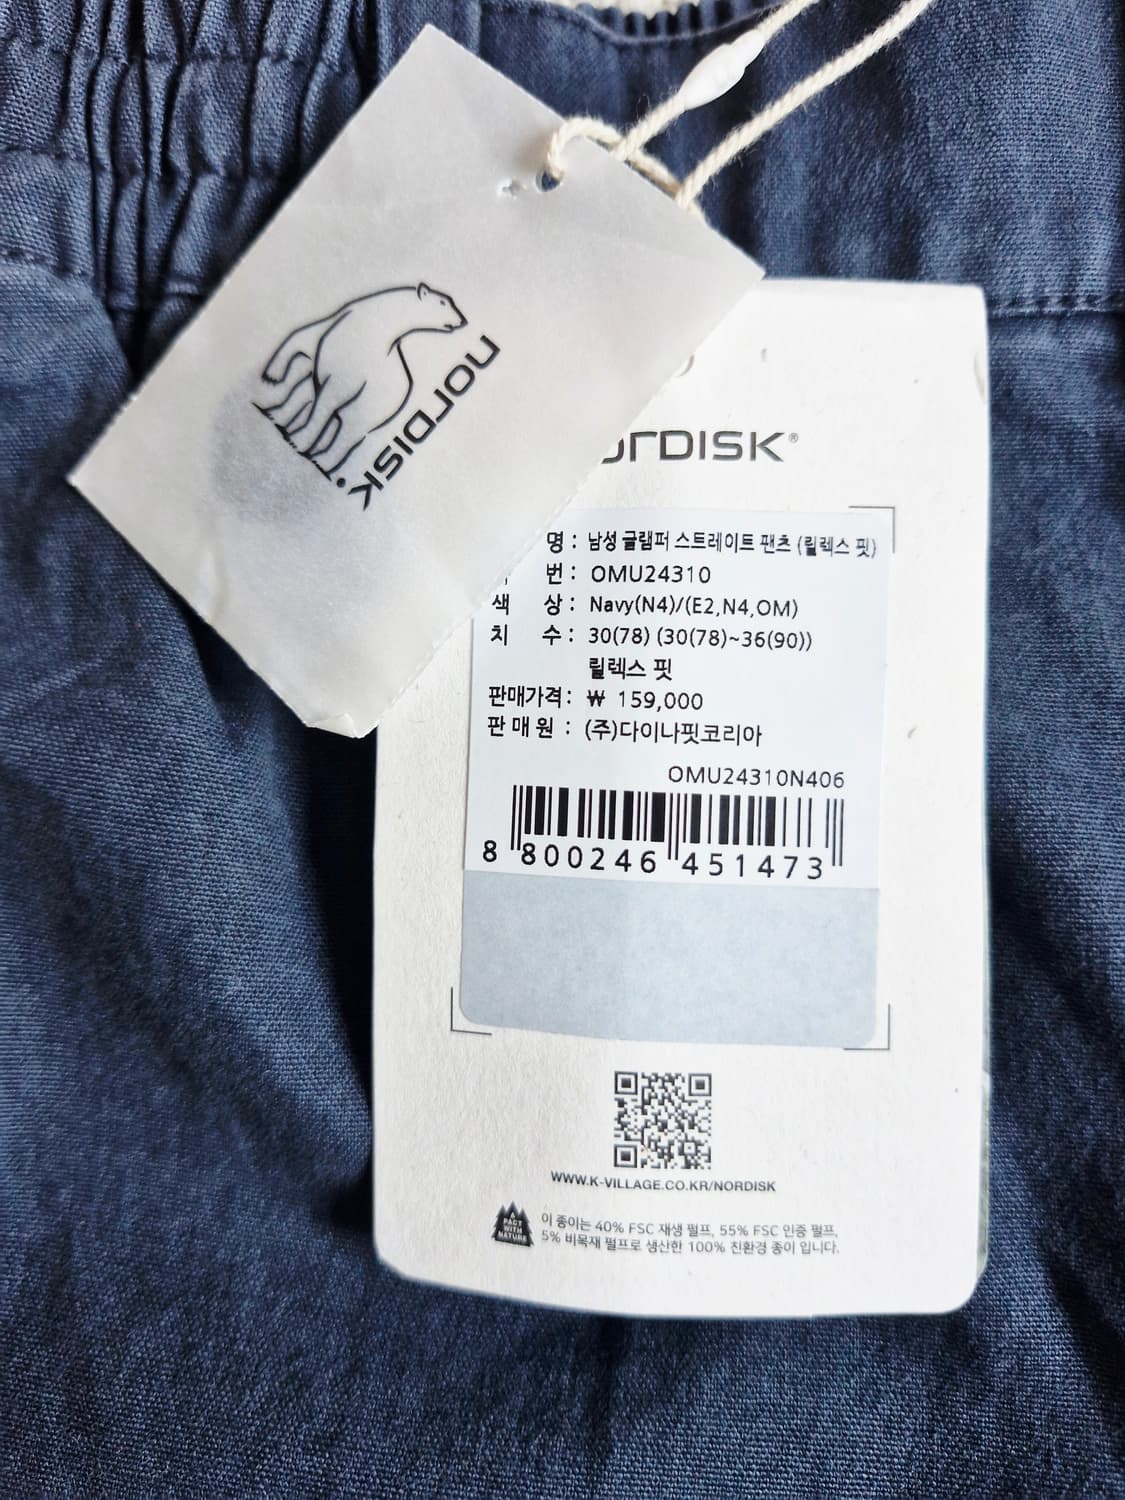 NORDISK
NORDISK®
명 : 남성 글램퍼 스트레이트 팬츠 (릴렉스 핏)
번 : OMU24310
색 상 : Navy(N4)/(E2,N4,OM)
치 수 : 30(78) (30(78)~36(90))
릴렉스 핏
판매가격 : ₩ 159,000
판 매 원 : (주)다이나핏코리아
OMU24310N406
8 800246 451473
WWW.K-VILLAGE.CO.KR/NORDISK
A PACT WITH NATURE
이 종이는 40% FSC 재생 펄프, 55% FSC 인증 펄프,
5% 비목재 펄프로 생산한 100% 친환경 종이 입니다.